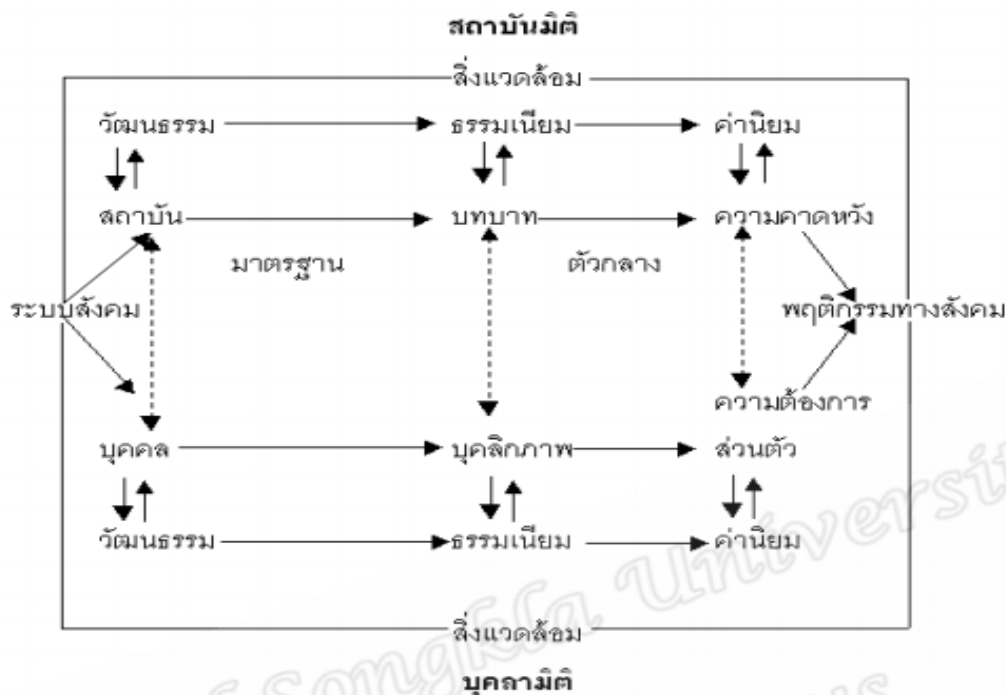 สถาบันมิติ
สิ่งแวดล้อม
วัฒนธรรม ธรรมเนียม ค่านิยม
สถาบัน บทบาท ความคาดหวัง
มาตรฐาน ตัวกลาง
ระบบสังคม พฤติกรรมทางสังคม
ความต้องการ
บุคคล บุคลิกภาพ ส่วนตัว
วัฒนธรรม ธรรมเนียม ค่านิยม
สิ่งแวดล้อม
บุคลามิติ
Songkla University